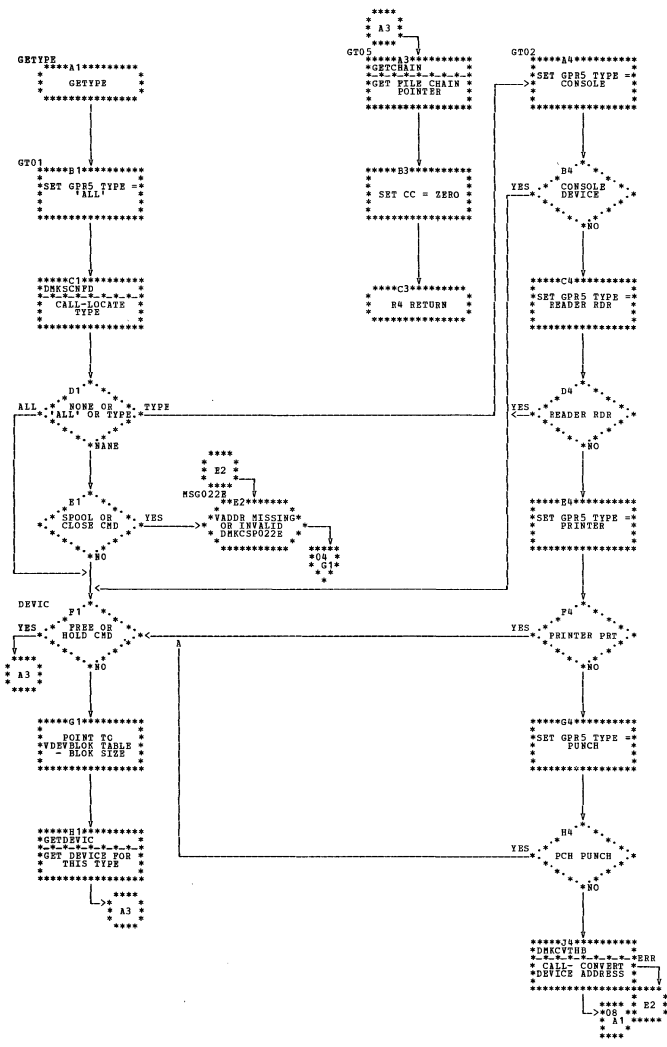 A3
GETYPE
A1
GETYPE
GT05
A3
GETCHAIN
GET FILE CHAIN
POINTER
GT02
A4
SET GPR5 TYPE =
CONSOLE
GT01
B1
SET GPR5 TYPE =
'ALL'
B3
SET CC = ZERO
B4
YES
CONSOLE
DEVICE
NO
C1
DMKSCNFD
CALL-LOCATE
TYPE
C3
R4 RETURN
C4
SET GPR5 TYPE =
READER RDR
D1
ALL
NONE OR
'ALL' OR TYPE
TYPE
NANE
D4
YES
READER RDR
NO
E2
MSG022E
E1
SPOOL OR
CLOSE CMD
YES
NO
E2
VADDR MISSING
OR INVALID
DMKCSP022E
04
G1
E4
SET GPR5 TYPE =
PRINTER
DEVIC
F1
YES
FREE OR
HOLD CMD
NO
A3
F4
YES
PRINTER PRT
NO
G1
POINT TO
VDEVBLOK TABLE
- BLOK SIZE
G4
SET GPR5 TYPE =
PUNCH
H1
GETDEVIC
GET DEVICE FOR
THIS TYPE
A3
H4
YES
PCH PUNCH
NO
J4
DMKCVTHB
CALL- CONVERT
DEVICE ADDRESS
ERR
E2
08
A1